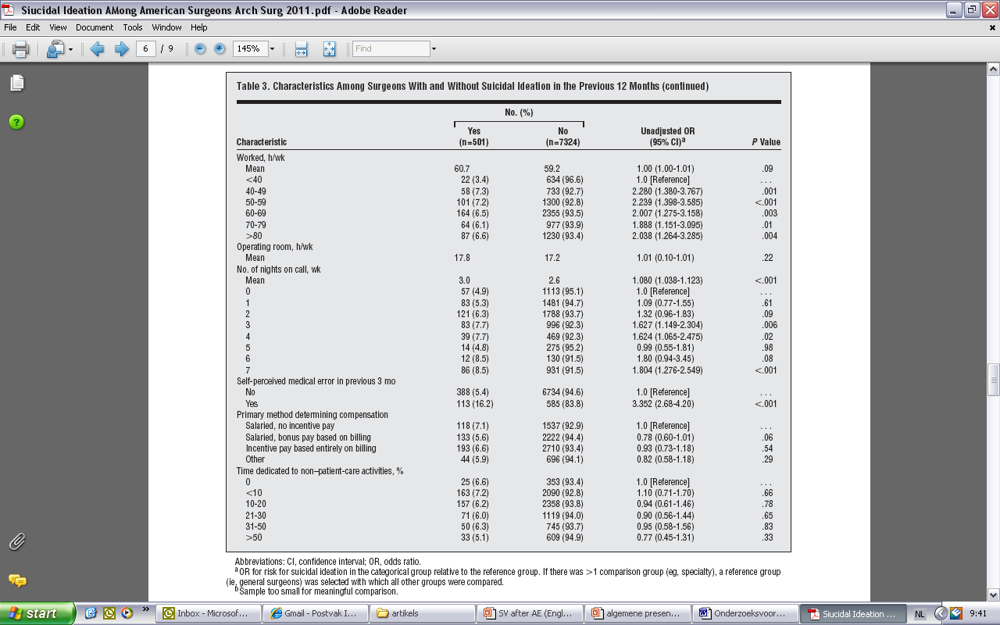 Siucidal Ideation AMong American Surgeons Arch Surg 2011.pdf - Adobe Reader
File Edit View Document Tools Window Help
6 / 9 145% Find
Table 3. Characteristics Among Surgeons With and Without Suicidal Ideation in the Previous 12 Months (continued)
No. (%)
Yes No Unadjusted OR
Characteristic (n=501) (n=7324) (95% CI)a P Value
Worked, h/wk
Mean 60.7 59.2 1.00 (1.00-1.01) .09
<40 22 (3.4) 634 (96.6) 1.0 [Reference] . . .
40-49 58 (7.3) 733 (92.7) 2.280 (1.380-3.767) .001
50-59 101 (7.2) 1300 (92.8) 2.239 (1.398-3.585) <.001
60-69 164 (6.5) 2355 (93.5) 2.007 (1.275-3.158) .003
70-79 64 (6.1) 977 (93.9) 1.888 (1.151-3.095) .01
>80 87 (6.6) 1230 (93.4) 2.038 (1.264-3.285) .004
Operating room, h/wk
Mean 17.8 17.2 1.01 (0.10-1.01) .22
No. of nights on call, wk
Mean 3.0 2.6 1.080 (1.038-1.123) <.001
0 57 (4.9) 1113 (95.1) 1.0 [Reference] . . .
1 83 (5.3) 1481 (94.7) 1.09 (0.77-1.55) .61
2 121 (6.3) 1788 (93.7) 1.32 (0.96-1.83) .09
3 83 (7.7) 996 (92.3) 1.627 (1.149-2.304) .006
4 39 (7.7) 469 (92.3) 1.624 (1.065-2.475) .02
5 14 (4.8) 275 (95.2) 0.99 (0.55-1.81) .98
6 12 (8.5) 130 (91.5) 1.80 (0.94-3.45) .08
7 86 (8.5) 931 (91.5) 1.804 (1.276-2.549) <.001
Self-perceived medical error in previous 3 mo
No 388 (5.4) 6734 (94.6) 1.0 [Reference] . . .
Yes 113 (16.2) 585 (83.8) 3.352 (2.68-4.20) <.001
Primary method determining compensation
Salaried, no incentive pay 118 (7.1) 1537 (92.9) 1.0 [Reference] . . .
Salaried, bonus pay based on billing 133 (5.6) 2222 (94.4) 0.78 (0.60-1.01) .06
Incentive pay based entirely on billing 193 (6.6) 2710 (93.4) 0.93 (0.73-1.18) .54
Other 44 (5.9) 696 (94.1) 0.82 (0.58-1.18) .29
Time dedicated to non–patient-care activities, %
0 25 (6.6) 353 (93.4) 1.0 [Reference] . . .
<10 163 (7.2) 2090 (92.8) 1.10 (0.71-1.70) .66
10-20 157 (6.2) 2358 (93.8) 0.94 (0.61-1.46) .78
21-30 71 (6.0) 1119 (94.0) 0.90 (0.56-1.44) .65
31-50 50 (6.3) 745 (93.7) 0.95 (0.58-1.56) .83
>50 33 (5.1) 609 (94.9) 0.77 (0.45-1.31) .33
Abbreviations: CI, confidence interval; OR, odds ratio.
a OR for risk for suicidal ideation in the categorical group relative to the reference group. If there was >1 comparison group (eg, specialty), a reference group
(ie, general surgeons) was selected with which all other groups were compared.
b Sample too small for meaningful comparison.
start Inbox - Microsof... Gmail - Postvak I... artikels SV after AE (Engl... algemene presen... Onderzoeksvoor... Siucidal Ideation ... NL 9:41